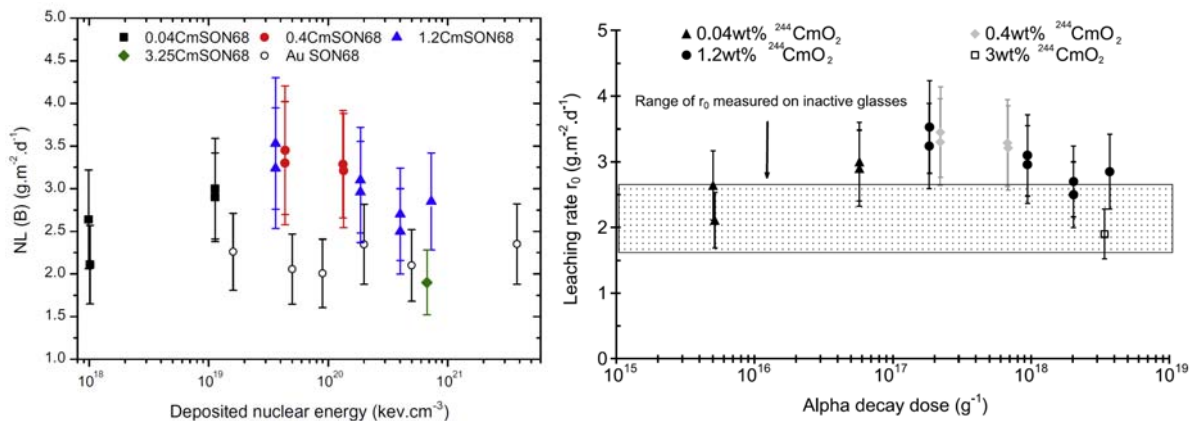 0.04CmSON68 0.4CmSON68 1.2CmSON68
3.25CmSON68 Au SON68
NL (B) (g.m⁻².d⁻¹)
5.0
4.5
4.0
3.5
3.0
2.5
2.0
1.5
1.0
10¹⁸ 10¹⁹ 10²⁰ 10²¹
Deposited nuclear energy (kev.cm⁻³)
0.04wt% ²⁴⁴CmO₂ 0.4wt% ²⁴⁴CmO₂
1.2wt% ²⁴⁴CmO₂ 3wt% ²⁴⁴CmO₂
Range of r₀ measured on inactive glasses
Leaching rate r₀ (g.m⁻².d⁻¹)
5
4
3
2
1
0
10¹⁵ 10¹⁶ 10¹⁷ 10¹⁸ 10¹⁹
Alpha decay dose (g⁻¹)